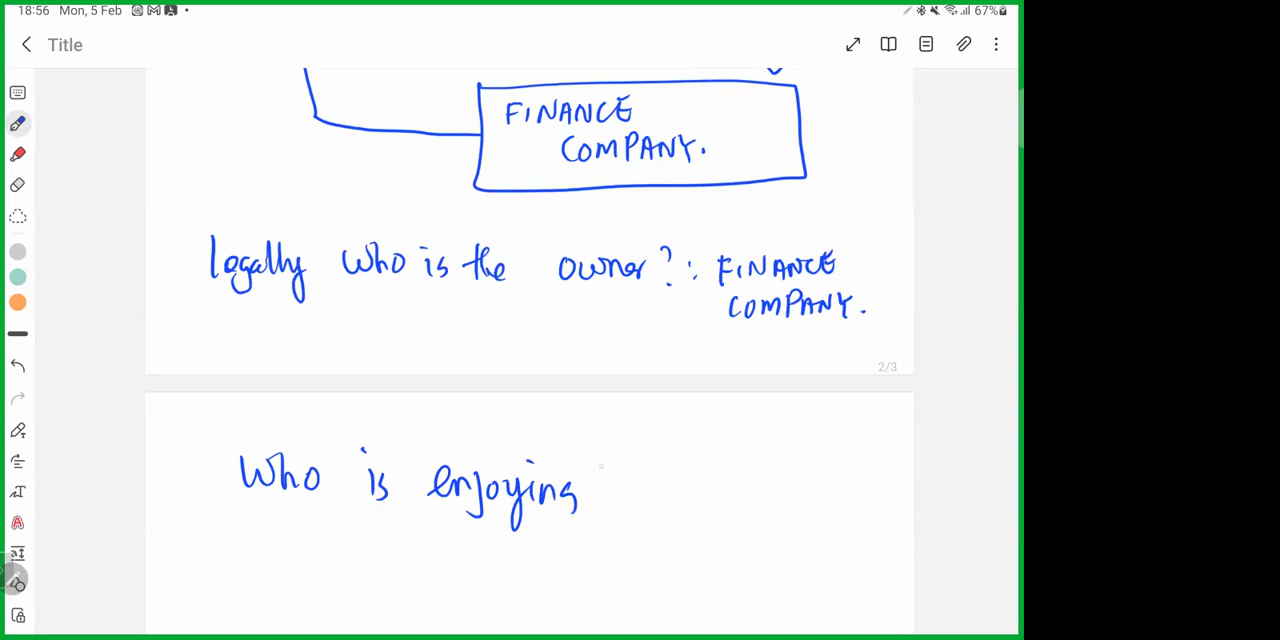 18:56 Mon, 5 Feb
67%
Title
FINANCE
COMPANY.
legally who is the owner? : FINANCE
COMPANY.
2/3
Who is enjoying